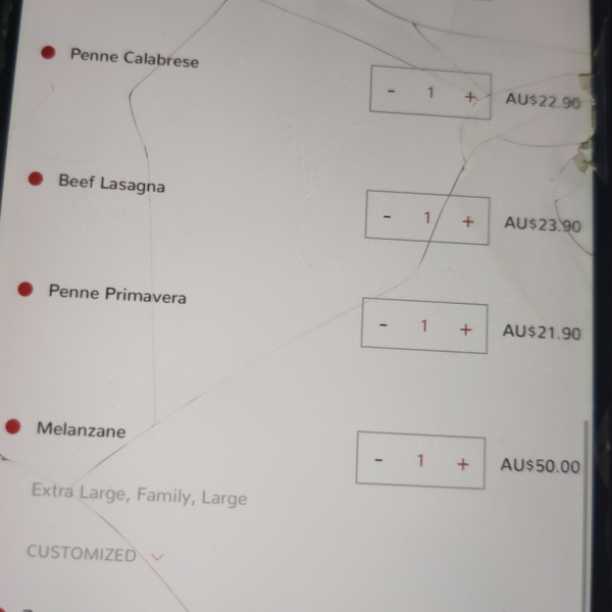 Penne Calabrese
- 1 + AU$22.90
Beef Lasagna
- 1 + AU$23.90
Penne Primavera
- 1 + AU$21.90
Melanzane
- 1 + AU$50.00
Extra Large, Family, Large
CUSTOMIZED